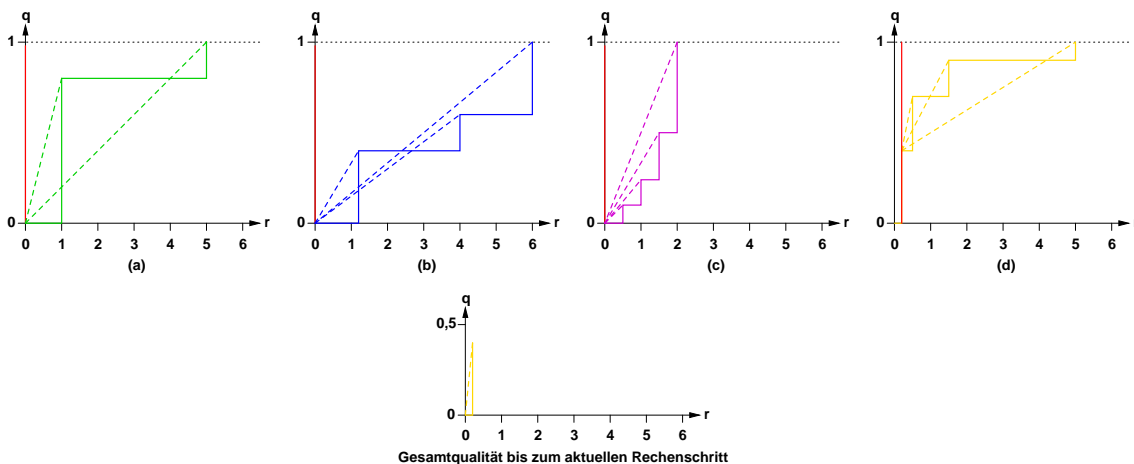 q q q q
1 1 1 1
0 r 0 r 0 r 0 r
0 1 2 3 4 5 6 0 1 2 3 4 5 6 0 1 2 3 4 5 6 0 1 2 3 4 5 6
(a) (b) (c) (d)
q
0,5
0 r
0 1 2 3 4 5 6
Gesamtqualität bis zum aktuellen Rechenschritt